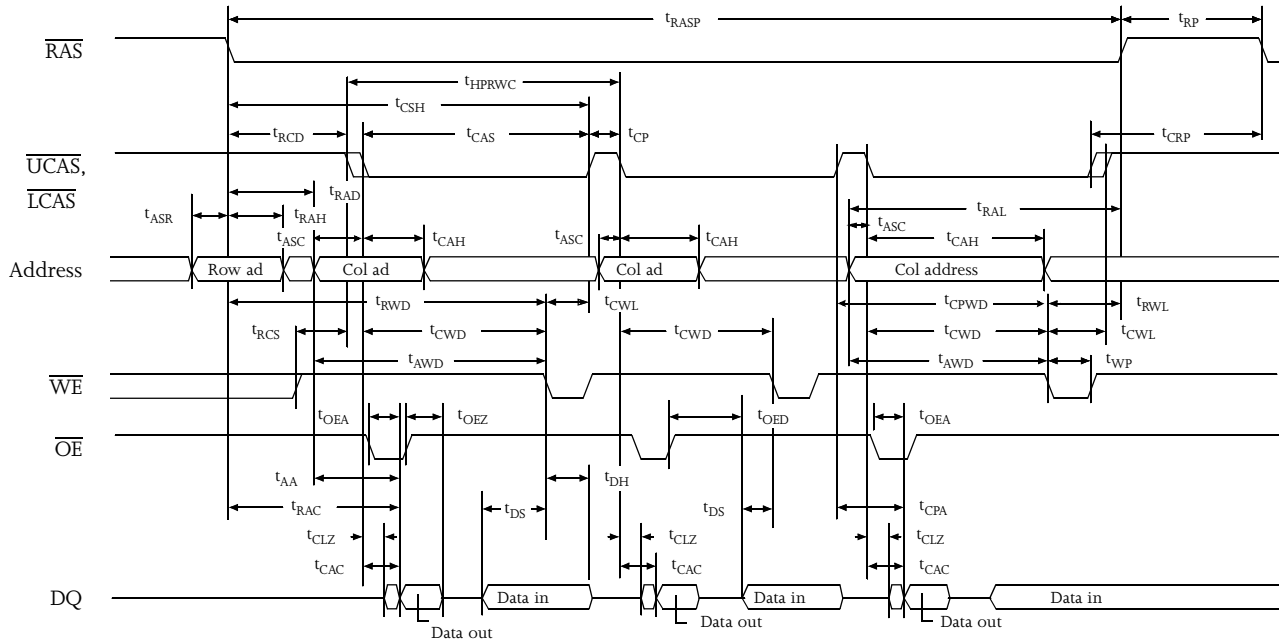 tRASP tRP
RAS
tHPRWC
tCSH
tRCD tCAS tCP tCRP
UCAS,
LCAS
tRAD
tASR tRAH tRAL
tASC tCAH tASC tCAH tASC tCAH
Address Row ad Col ad Col ad Col address
tRWD tCWL tCPWD tRWL
tRCS tCWD tCWD tCWD tCWL
tAWD tAWD tWP
WE
tOEA tOEZ tOED tOEA
OE
tAA tDH
tRAC tDS tDS tCPA
tCLZ tCLZ tCLZ
tCAC tCAC tCAC
DQ Data in Data in Data in
Data out Data out Data out